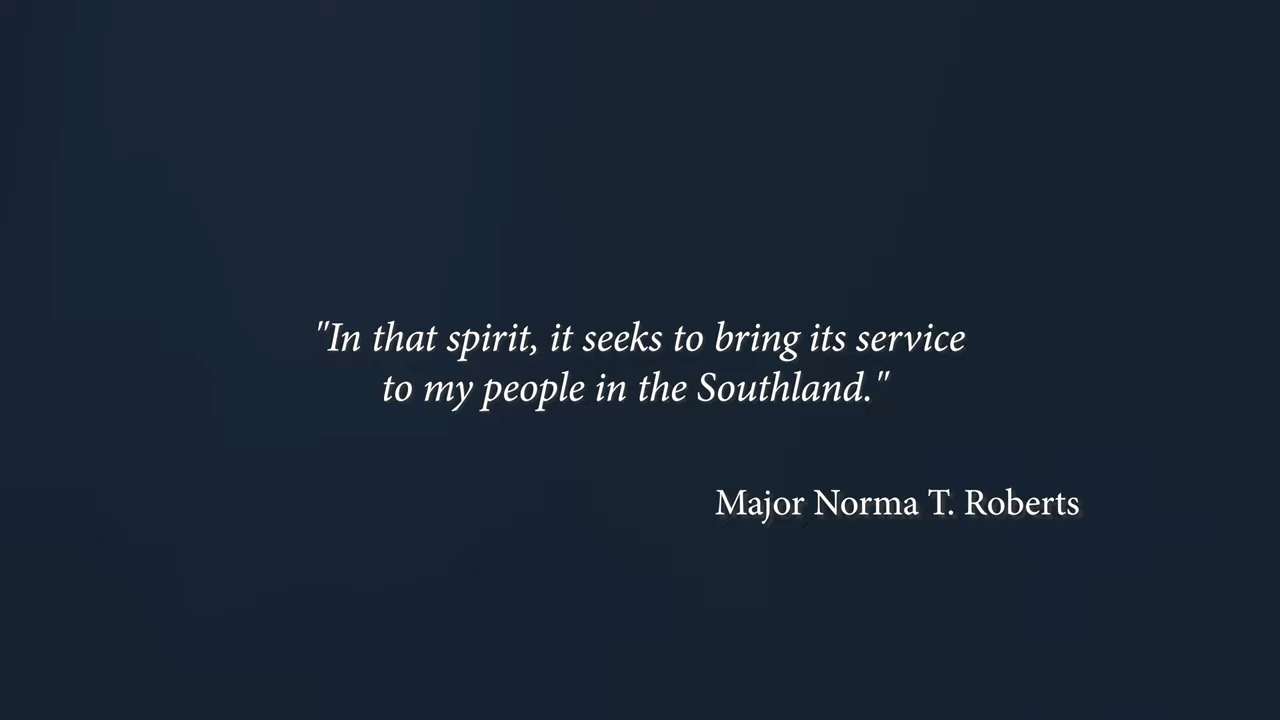 "In that spirit, it seeks to bring its service
to my people in the Southland."
Major Norma T. Roberts